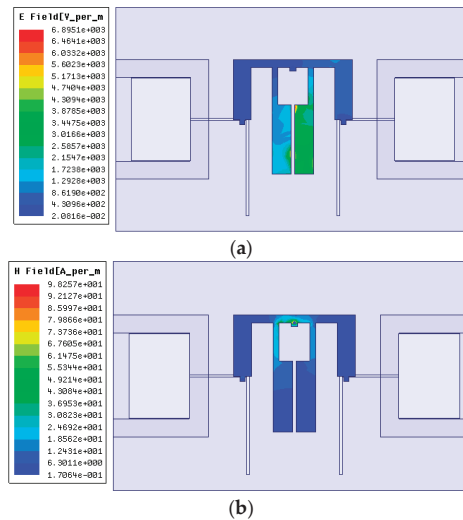 E Field[V_per_m
6.8951e+003
6.4641e+003
6.0332e+003
5.6023e+003
5.1713e+003
4.7404e+003
4.3094e+003
3.8785e+003
3.4475e+003
3.0166e+003
2.5857e+003
2.1547e+003
1.7238e+003
1.2928e+003
8.6190e+002
4.3096e+002
2.0816e-002
(a)
H Field[A_per_m
9.8257e+001
9.2127e+001
8.5997e+001
7.9866e+001
7.3736e+001
6.7605e+001
6.1475e+001
5.5344e+001
4.9214e+001
4.3084e+001
3.6953e+001
3.0823e+001
2.4692e+001
1.8562e+001
1.2431e+001
6.3011e+000
1.7064e-001
(b)